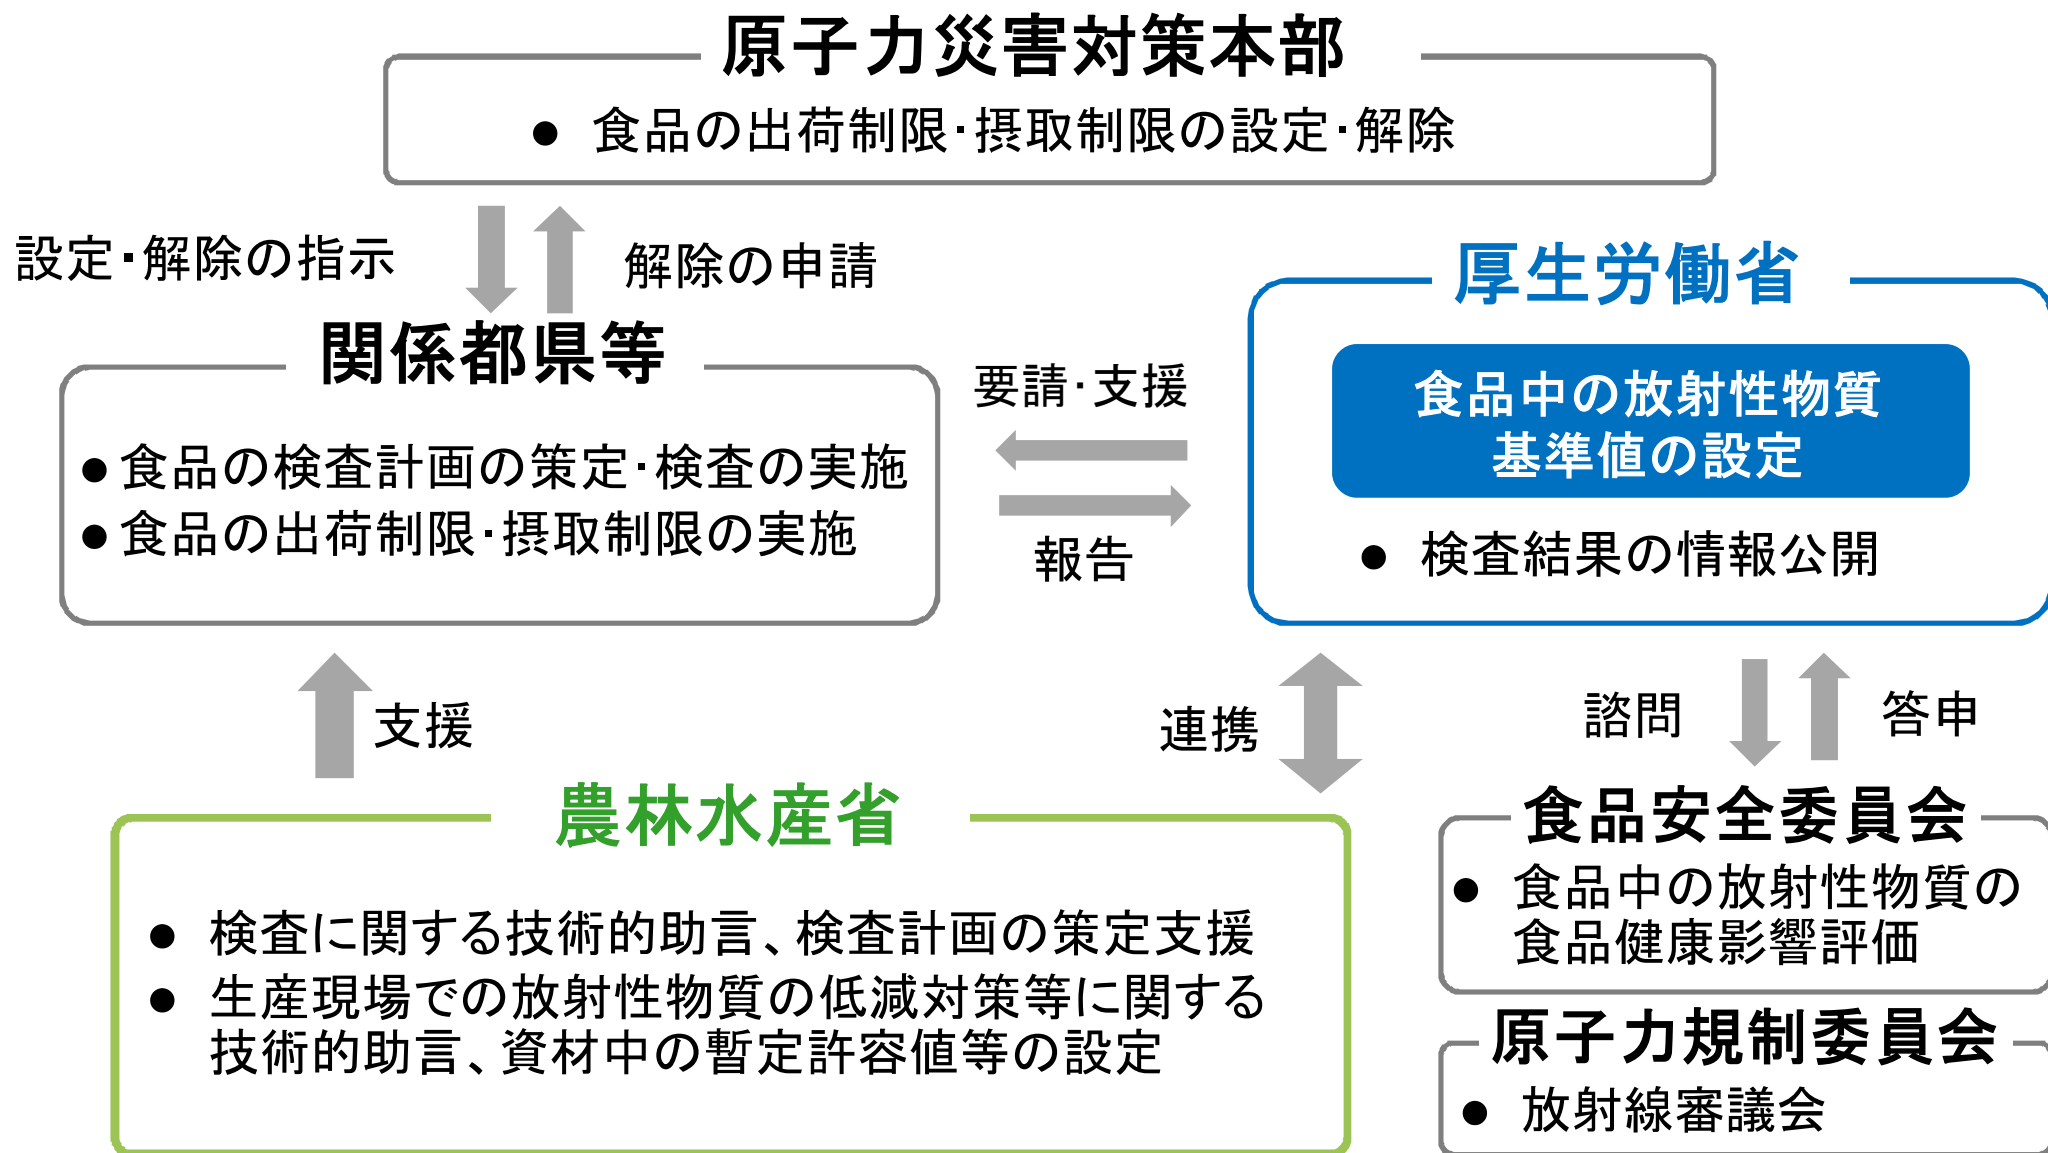 原子力災害対策本部
● 食品の出荷制限･摂取制限の設定･解除
設定･解除の指示
解除の申請
関係都県等
●食品の検査計画の策定･検査の実施
●食品の出荷制限･摂取制限の実施
要請･支援
報告
厚生労働省
食品中の放射性物質
基準値の設定
● 検査結果の情報公開
支援
連携
諮問
答申
農林水産省
● 検査に関する技術的助言、検査計画の策定支援
● 生産現場での放射性物質の低減対策等に関する
技術的助言、資材中の暫定許容値等の設定
食品安全委員会
● 食品中の放射性物質の
食品健康影響評価
原子力規制委員会
● 放射線審議会